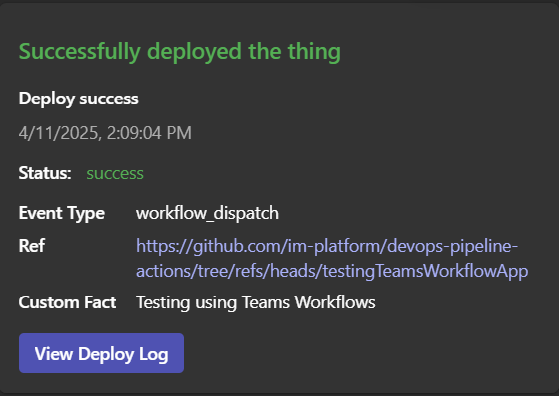 Successfully deployed the thing
Deploy success
4/11/2025, 2:09:04 PM
Status: success
Event Type workflow_dispatch
Ref https://github.com/im-platform/devops-pipeline-
actions/tree/refs/heads/testingTeamsWorkflowApp
Custom Fact Testing using Teams Workflows
View Deploy Log